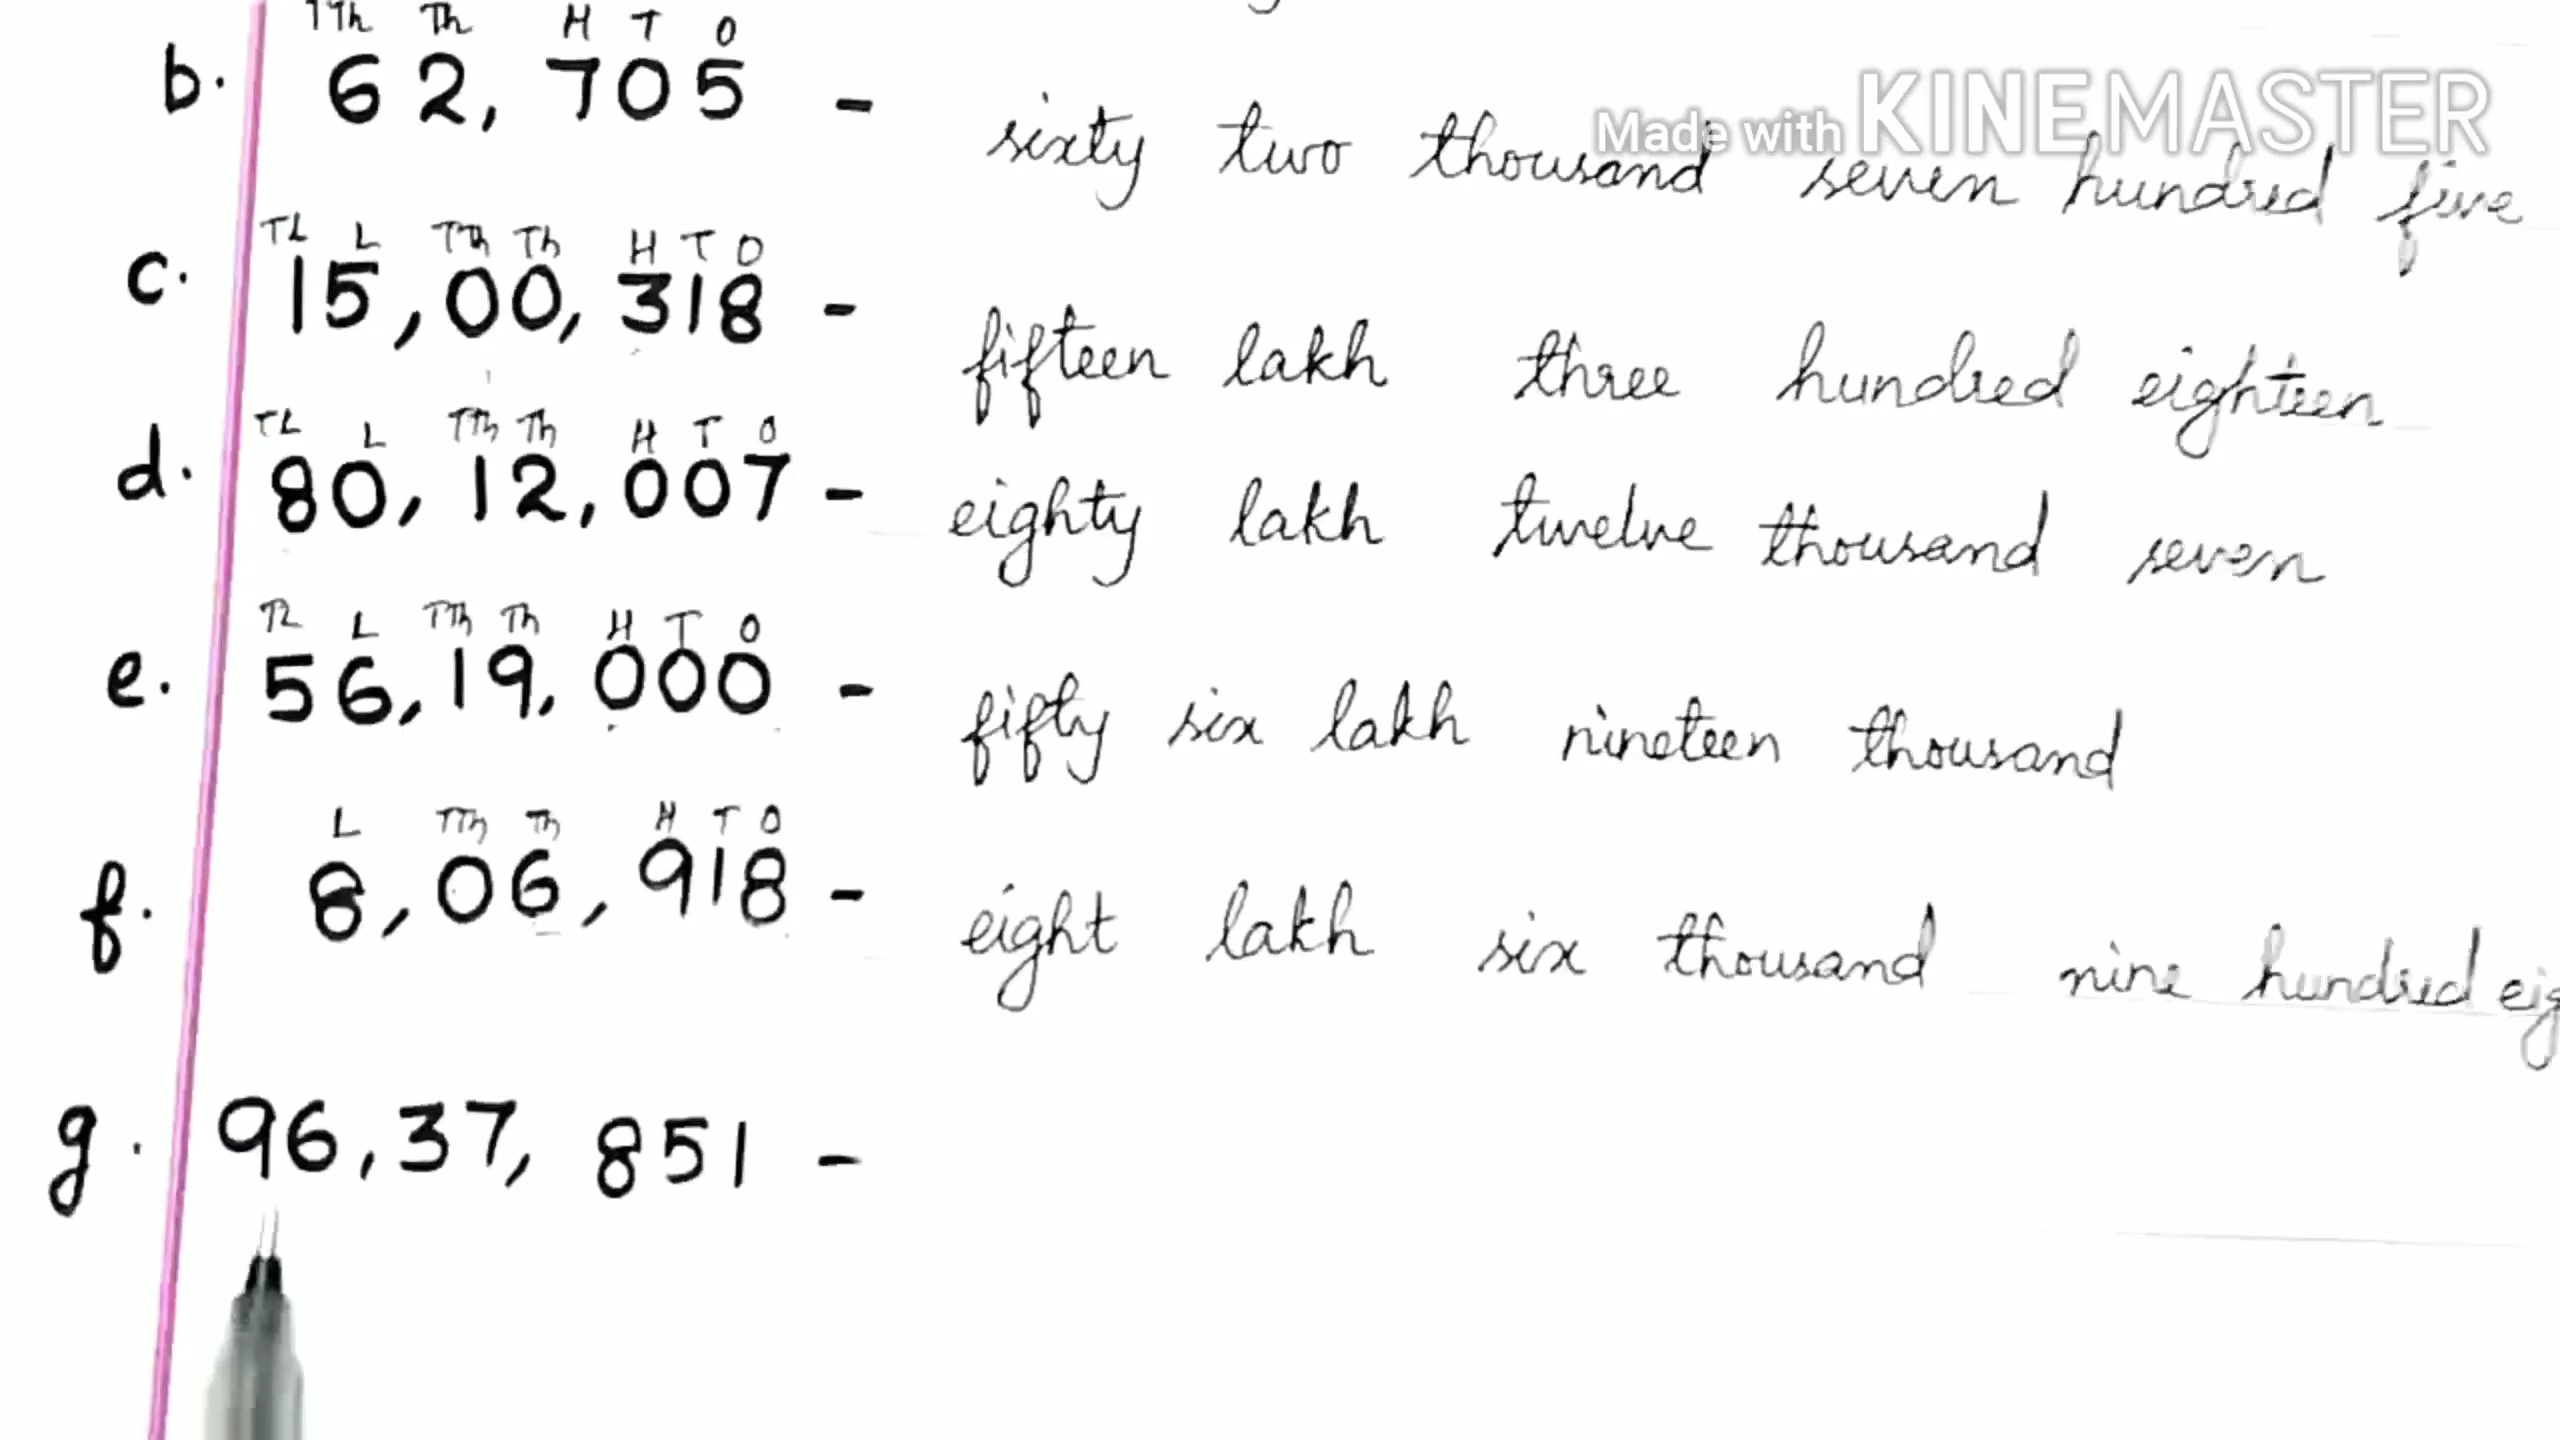 TTh Th H T O
b. 62,705 - sixty two thousand seven hundred five
Made with KINEMASTER
TL L TTh Th H T O
c. 15,00,318 - fifteen lakh three hundred eighteen
TL L TTh Th H T O
d. 80,12,007 - eighty lakh twelve thousand seven
TL L TTh Th H T O
e. 56,19,000 - fifty six lakh nineteen thousand
L TTh Th H T O
f. 8,06,918 - eight lakh six thousand nine hundred eig
g. 96,37,851 -